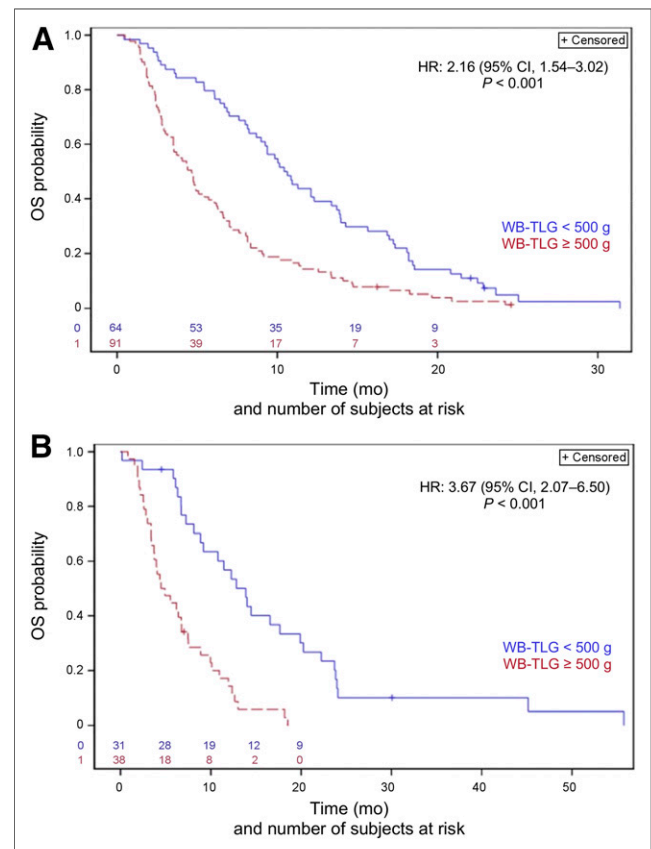 A
1.0
+ Censored
HR: 2.16 (95% CI, 1.54–3.02)
P < 0.001
0.8
0.6
OS probability
0.4
WB-TLG < 500 g
WB-TLG ≥ 500 g
0.2
0
0 64 53 35 19 9
1 91 39 17 7 3
0 10 20 30
Time (mo)
and number of subjects at risk
B
1.0
+ Censored
HR: 3.67 (95% CI, 2.07–6.50)
P < 0.001
0.8
0.6
OS probability
0.4
WB-TLG < 500 g
WB-TLG ≥ 500 g
0.2
0
0 31 28 19 12 9
1 38 18 8 2 0
0 10 20 30 40 50
Time (mo)
and number of subjects at risk